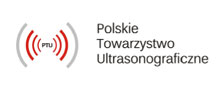 PTU
Polskie
Towarzystwo
Ultrasonograficzne